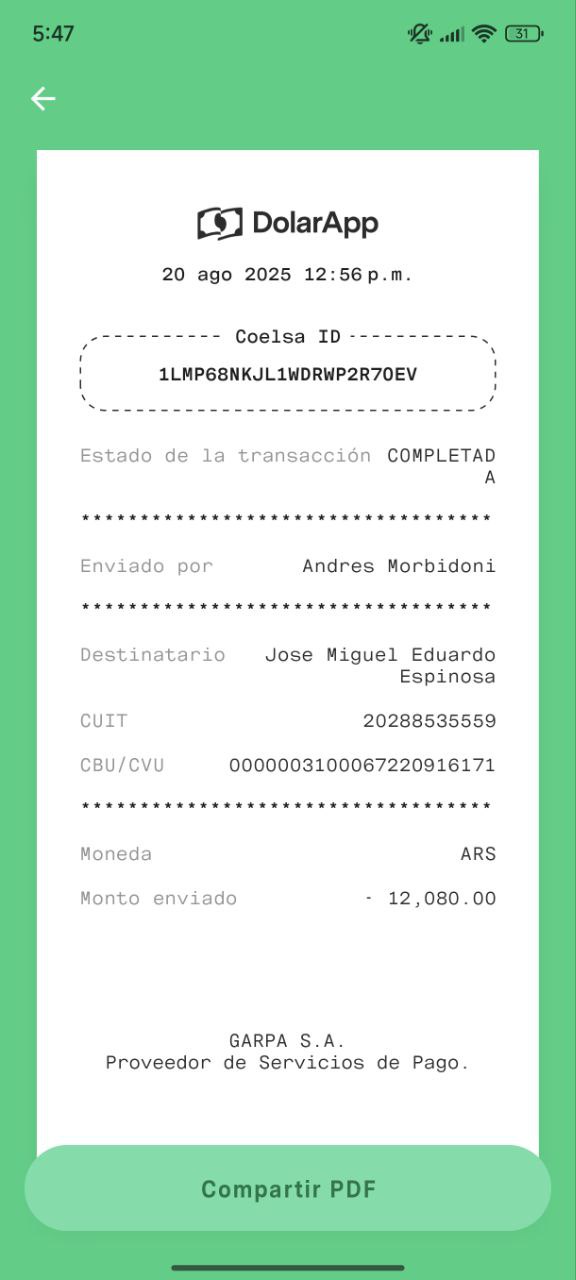 5:47
31
DolarApp
20 ago 2025 12:56 p.m.
Coelsa ID
1LMP68NKJL1WDRWP2R7OEV
Estado de la transacción COMPLETAD
A
***********************************
Enviado por Andres Morbidoni
***********************************
Destinatario Jose Miguel Eduardo
Espinosa
CUIT 20288535559
CBU/CVU 0000003100067220916171
***********************************
Moneda ARS
Monto enviado - 12,080.00
GARPA S.A.
Proveedor de Servicios de Pago.
Compartir PDF